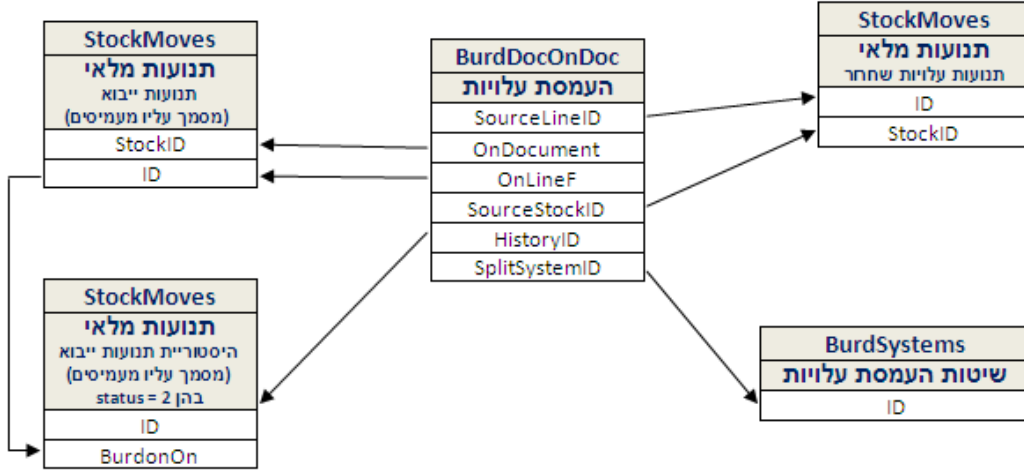 StockMoves
תנועות מלאי
תנועות ייבוא
(מסמך עליו מעמיסים)
StockID
ID
BurdDocOnDoc
העמסת עלויות
SourceLineID
OnDocument
OnLineF
SourceStockID
HistoryID
SplitSystemID
StockMoves
תנועות מלאי
תנועות עלויות שחרור
ID
StockID
StockMoves
תנועות מלאי
היסטוריית תנועות ייבוא
(מסמך עליו מעמיסים)
בהן status = 2
ID
BurdonOn
BurdSystems
שיטות העמסת עלויות
ID